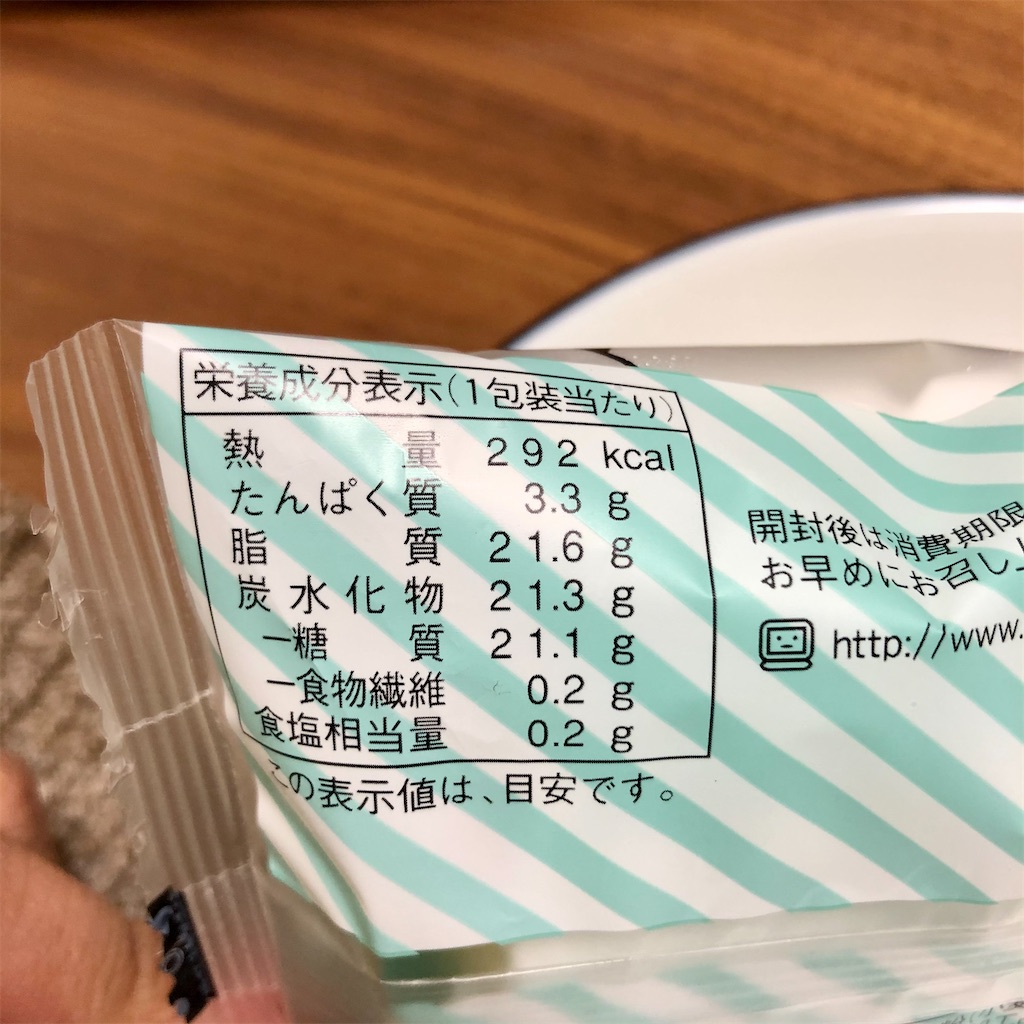 栄養成分表示(1包装当たり)
熱量 292 kcal
たんぱく質 3.3 g
脂質 21.6 g
炭水化物 21.3 g
ー糖質 21.1 g
ー食物繊維 0.2 g
食塩相当量 0.2 g
この表示値は、目安です。
開封後は消費期限
お早めにお召し上
http://www.